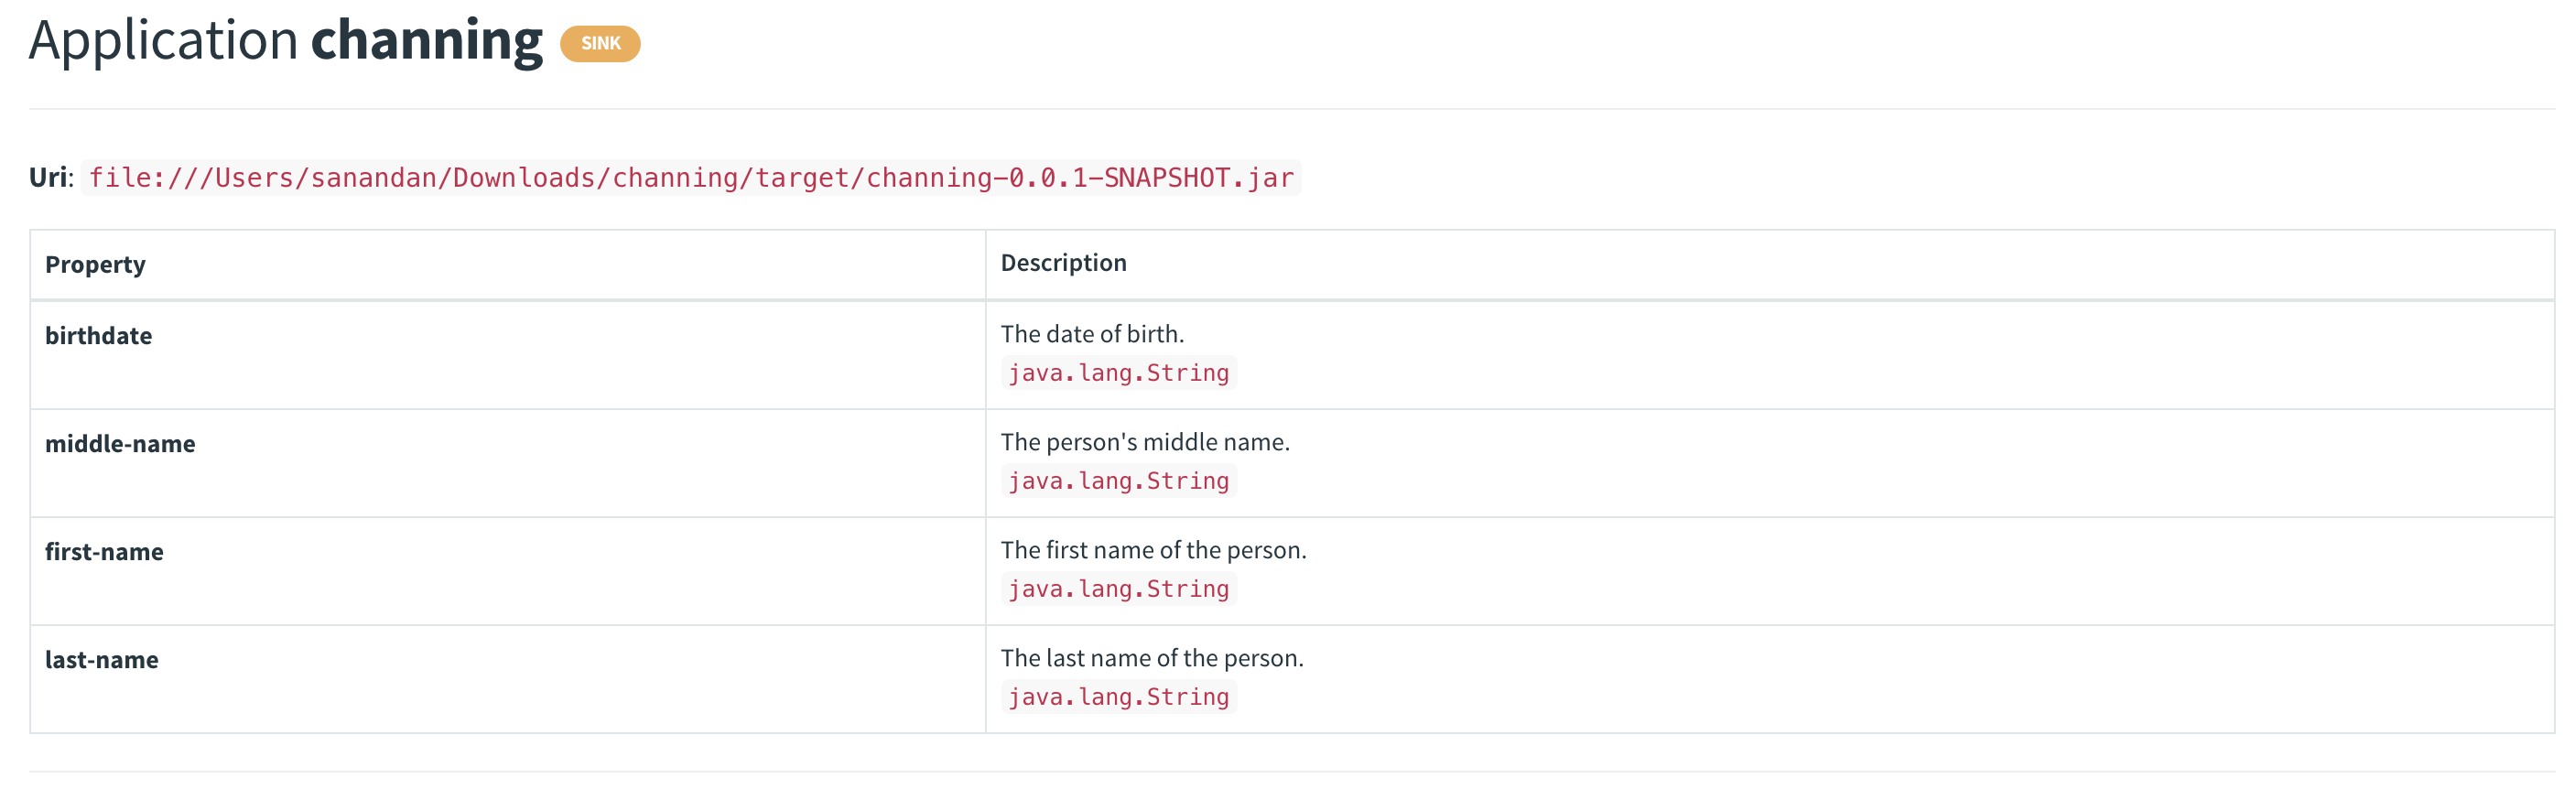 Application channing SINK
Uri: file:///Users/sanandan/Downloads/channing/target/channing-0.0.1-SNAPSHOT.jar
Property Description
birthdate The date of birth.
java.lang.String
middle-name The person's middle name.
java.lang.String
first-name The first name of the person.
java.lang.String
last-name The last name of the person.
java.lang.String